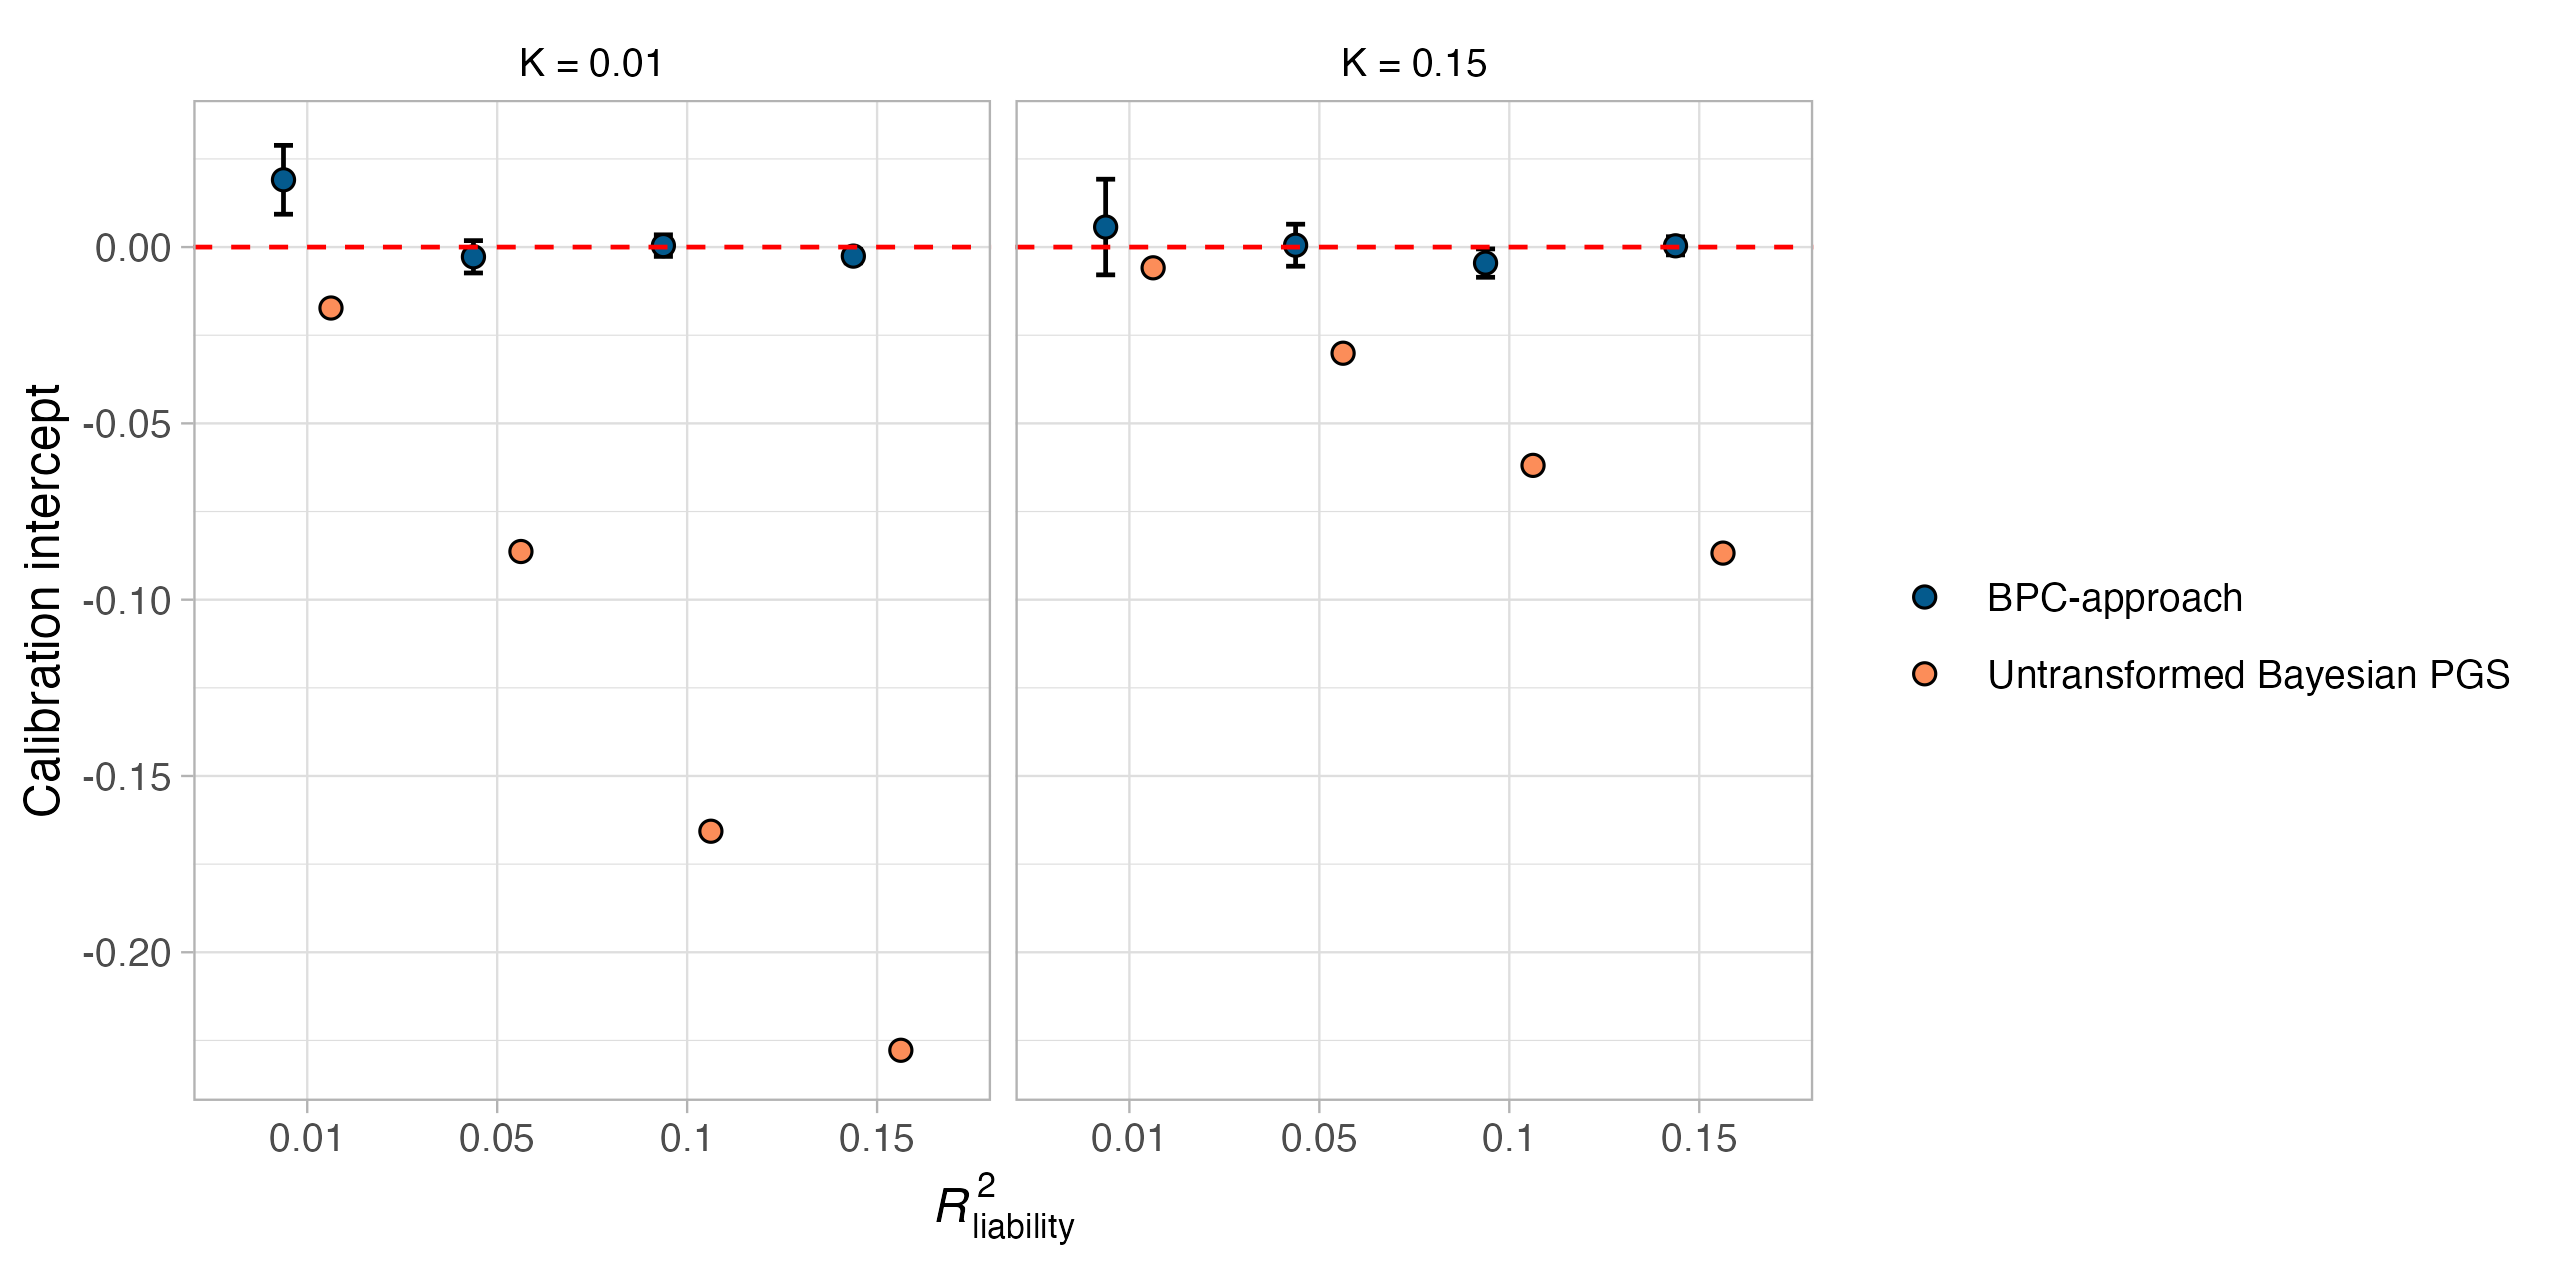 K = 0.01
K = 0.15
Calibration intercept
0.00
-0.05
-0.10
-0.15
-0.20
0.01 0.05 0.1 0.15
0.01 0.05 0.1 0.15
R²liability
BPC-approach
Untransformed Bayesian PGS